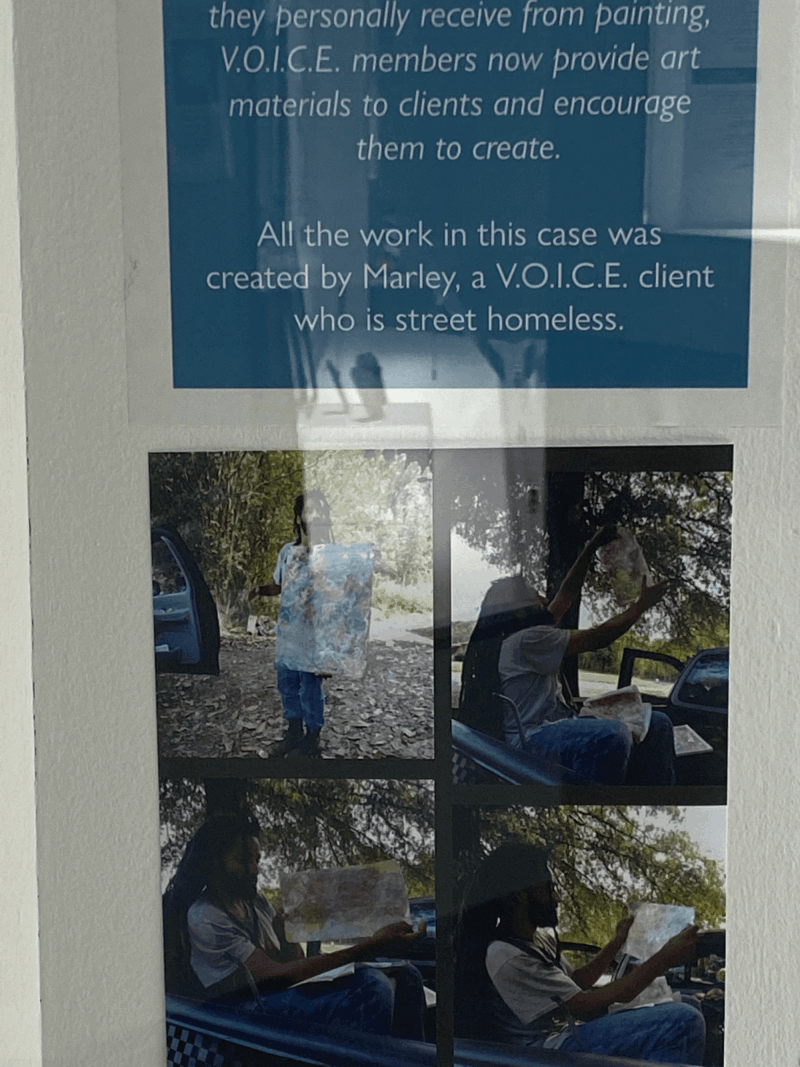 they personally receive from painting,
V.O.I.C.E. members now provide art
materials to clients and encourage
them to create.
All the work in this case was
created by Marley, a V.O.I.C.E. client
who is street homeless.